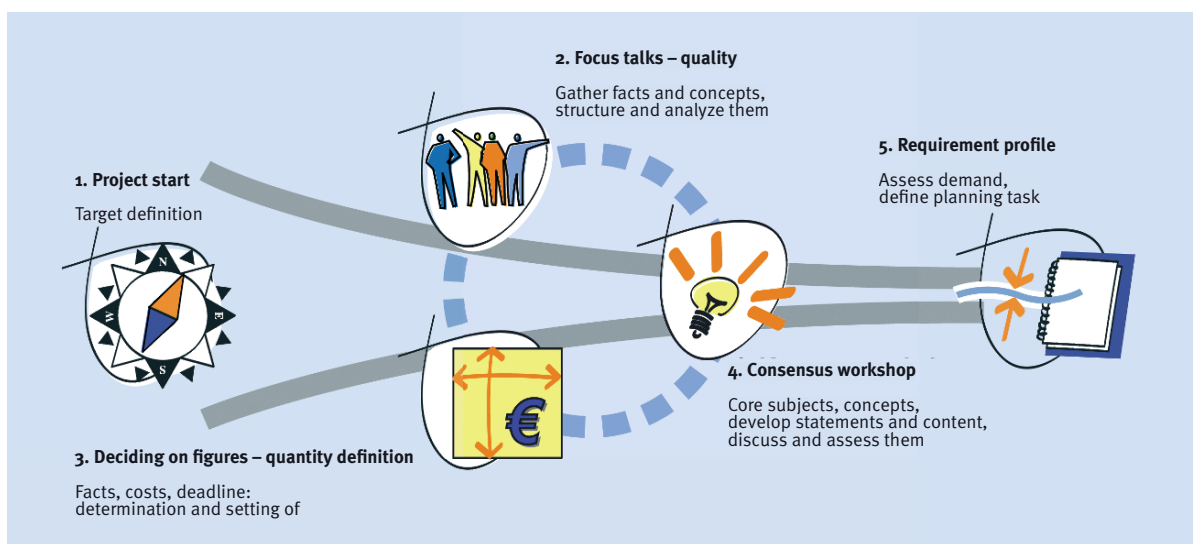 1. Project start
Target definition
N
W
E
S
2. Focus talks – quality
Gather facts and concepts,
structure and analyze them
3. Deciding on figures – quantity definition
Facts, costs, deadline:
determination and setting of
€
4. Consensus workshop
Core subjects, concepts,
develop statements and content,
discuss and assess them
5. Requirement profile
Assess demand,
define planning task